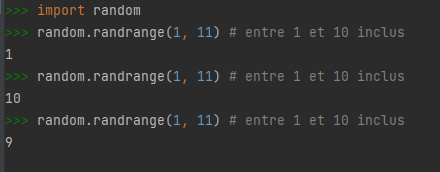 >>> import random
>>> random.randrange(1, 11) # entre 1 et 10 inclus
1
>>> random.randrange(1, 11) # entre 1 et 10 inclus
10
>>> random.randrange(1, 11) # entre 1 et 10 inclus
9